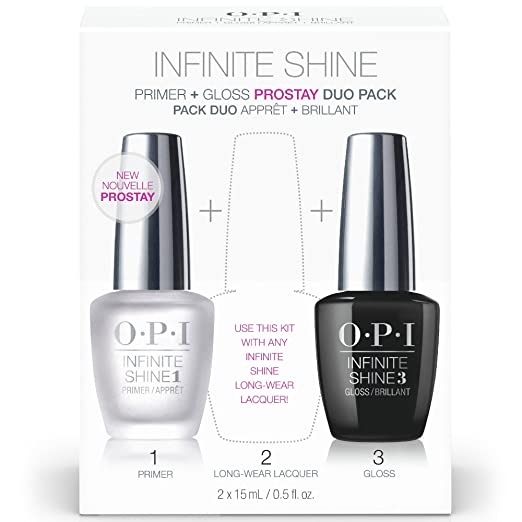 O•P•I
INFINITE SHINE
INFINITE SHINE
PRIMER + GLOSS PROSTAY DUO PACK
PACK DUO APPRÊT + BRILLANT
NEW
NOUVELLE
PROSTAY
+
+
O•P•I
INFINITE
SHINE1
PRIMER/APPRÊT
USE THIS KIT
WITH ANY
INFINITE
SHINE
LONG-WEAR
LACQUER!
O•P•I
INFINITE
SHINE3
GLOSS/BRILLANT
1
PRIMER
2
LONG-WEAR LACQUER
3
GLOSS
2 x 15 mL / 0.5 fl. oz.